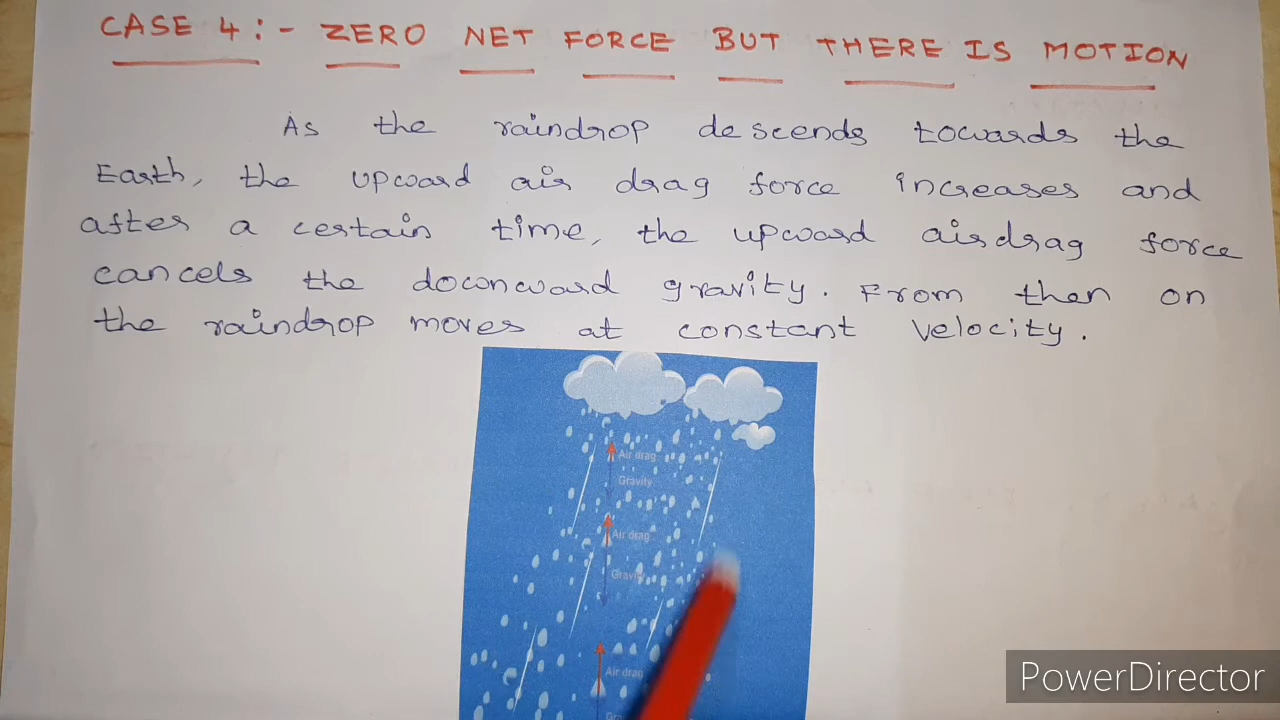 CASE 4:- ZERO NET FORCE BUT THERE IS MOTION
As the raindrop descends towards the
Earth, the upward air drag force increases and
after a certain time, the upward airdrag force
cancels the downward gravity. From then on
the raindrop moves at constant velocity.
Air drag
Gravity
Air drag
Gravity
Air drag
PowerDirector